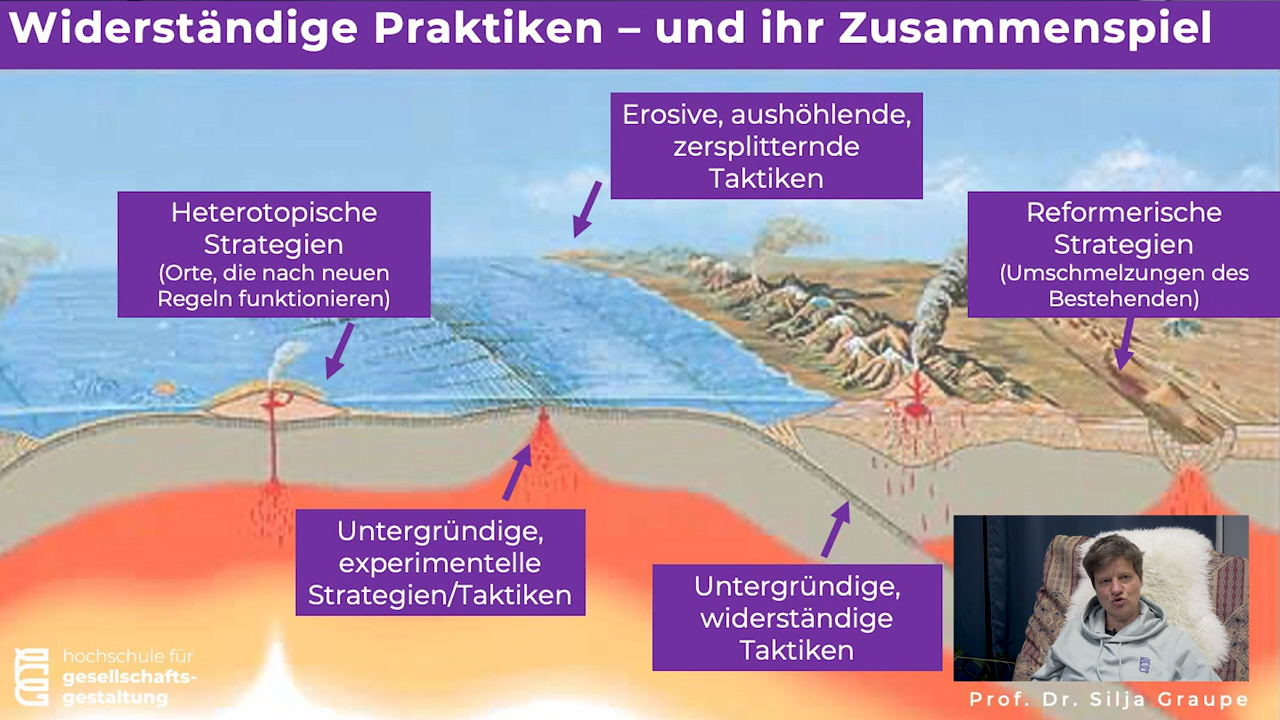 Widerständige Praktiken – und ihr Zusammenspiel
Erosive, aushöhlende,
zersplitternde
Taktiken
Heterotopische
Strategien
(Orte, die nach neuen
Regeln funktionieren)
Reformerische
Strategien
(Umschmelzungen des
Bestehenden)
Untergründige,
experimentelle
Strategien/Taktiken
Untergründige,
widerständige
Taktiken
hochschule für
gesellschafts-
gestaltung
Prof. Dr. Silja Graupe